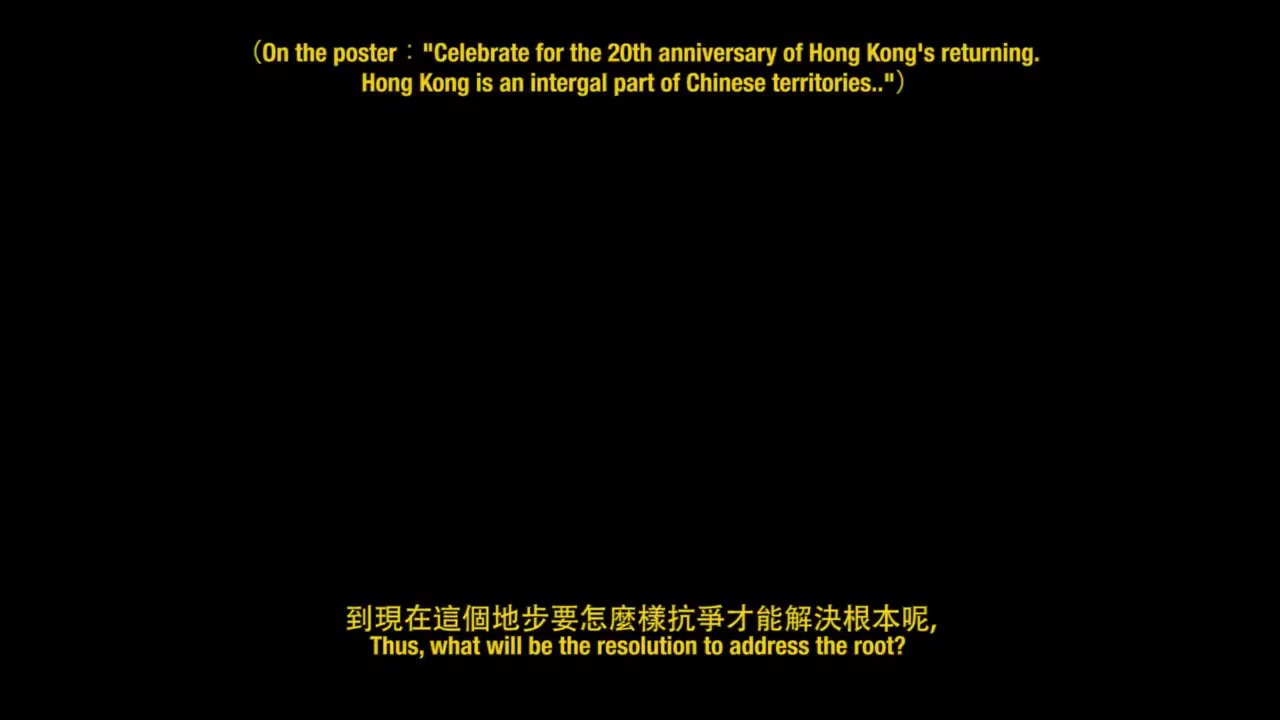 （On the poster："Celebrate for the 20th anniversary of Hong Kong's returning.
Hong Kong is an intergal part of Chinese territories.."）
到現在這個地步要怎麼樣抗爭才能解決根本呢,
Thus, what will be the resolution to address the root?